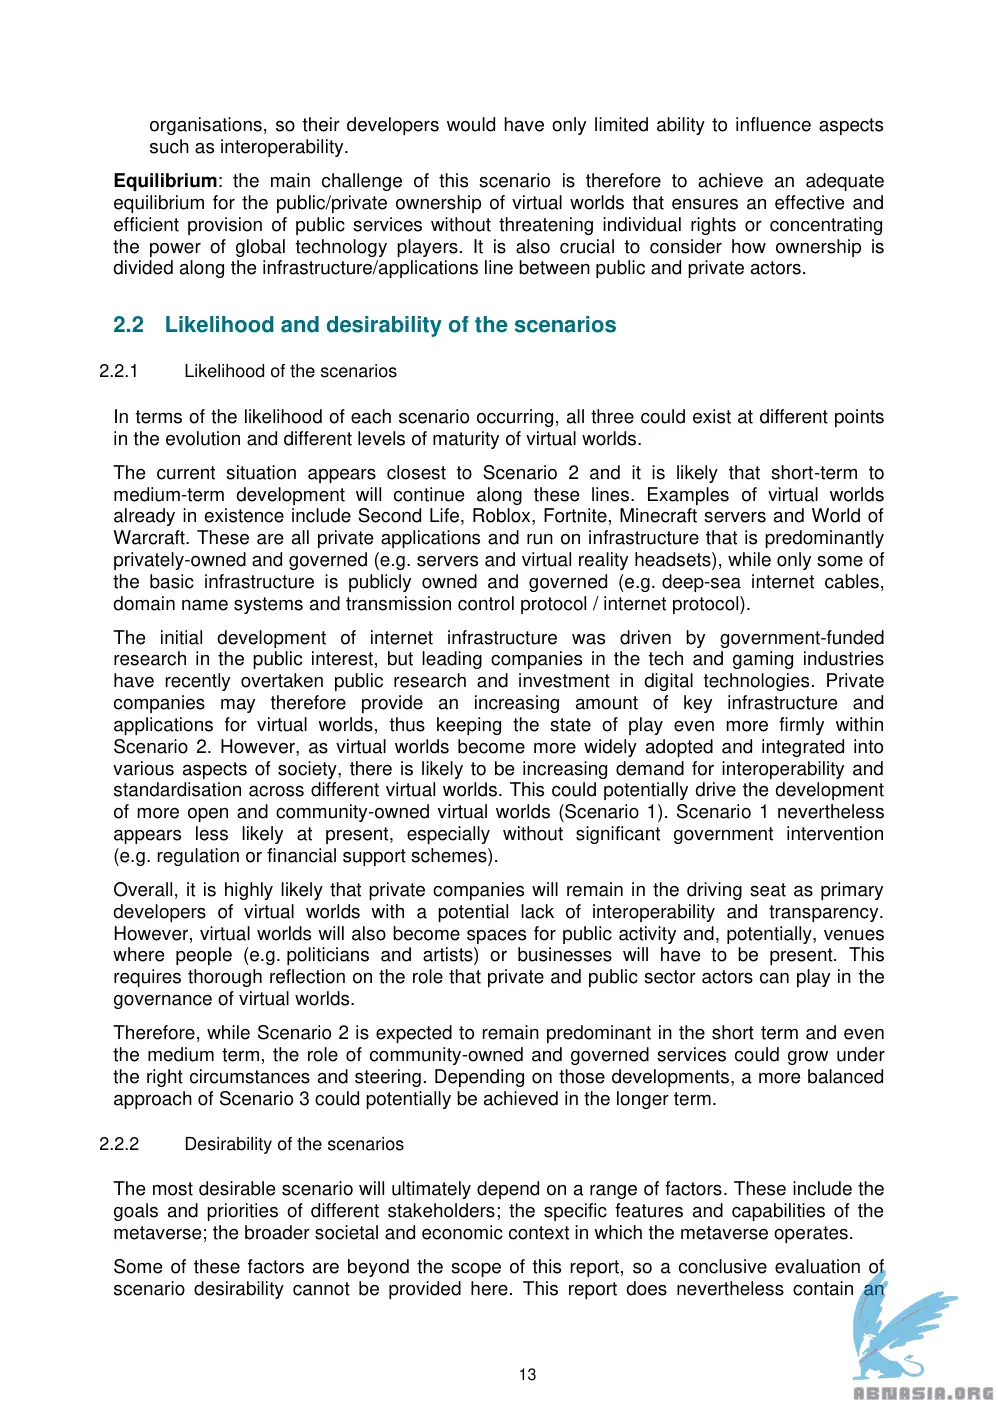 organisations, so their developers would have only limited ability to influence aspects
such as interoperability.
Equilibrium: the main challenge of this scenario is therefore to achieve an adequate
equilibrium for the public/private ownership of virtual worlds that ensures an effective and
efficient provision of public services without threatening individual rights or concentrating
the power of global technology players. It is also crucial to consider how ownership is
divided along the infrastructure/applications line between public and private actors.
2.2 Likelihood and desirability of the scenarios
2.2.1 Likelihood of the scenarios
In terms of the likelihood of each scenario occurring, all three could exist at different points
in the evolution and different levels of maturity of virtual worlds.
The current situation appears closest to Scenario 2 and it is likely that short-term to
medium-term development will continue along these lines. Examples of virtual worlds
already in existence include Second Life, Roblox, Fortnite, Minecraft servers and World of
Warcraft. These are all private applications and run on infrastructure that is predominantly
privately-owned and governed (e.g. servers and virtual reality headsets), while only some of
the basic infrastructure is publicly owned and governed (e.g. deep-sea internet cables,
domain name systems and transmission control protocol / internet protocol).
The initial development of internet infrastructure was driven by government-funded
research in the public interest, but leading companies in the tech and gaming industries
have recently overtaken public research and investment in digital technologies. Private
companies may therefore provide an increasing amount of key infrastructure and
applications for virtual worlds, thus keeping the state of play even more firmly within
Scenario 2. However, as virtual worlds become more widely adopted and integrated into
various aspects of society, there is likely to be increasing demand for interoperability and
standardisation across different virtual worlds. This could potentially drive the development
of more open and community-owned virtual worlds (Scenario 1). Scenario 1 nevertheless
appears less likely at present, especially without significant government intervention
(e.g. regulation or financial support schemes).
Overall, it is highly likely that private companies will remain in the driving seat as primary
developers of virtual worlds with a potential lack of interoperability and transparency.
However, virtual worlds will also become spaces for public activity and, potentially, venues
where people (e.g. politicians and artists) or businesses will have to be present. This
requires thorough reflection on the role that private and public sector actors can play in the
governance of virtual worlds.
Therefore, while Scenario 2 is expected to remain predominant in the short term and even
the medium term, the role of community-owned and governed services could grow under
the right circumstances and steering. Depending on those developments, a more balanced
approach of Scenario 3 could potentially be achieved in the longer term.
2.2.2 Desirability of the scenarios
The most desirable scenario will ultimately depend on a range of factors. These include the
goals and priorities of different stakeholders; the specific features and capabilities of the
metaverse; the broader societal and economic context in which the metaverse operates.
Some of these factors are beyond the scope of this report, so a conclusive evaluation of
scenario desirability cannot be provided here. This report does nevertheless contain an
13
ABNASIA.ORG